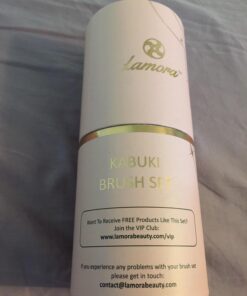 Lamora
KABUKI
BRUSH SET
Want To Receive FREE Products Like This Set?
Join the VIP Club:
www.lamorabeauty.com/vip
If you experience any problems with your brush set
please get in touch:
contact@lamorabeauty.com